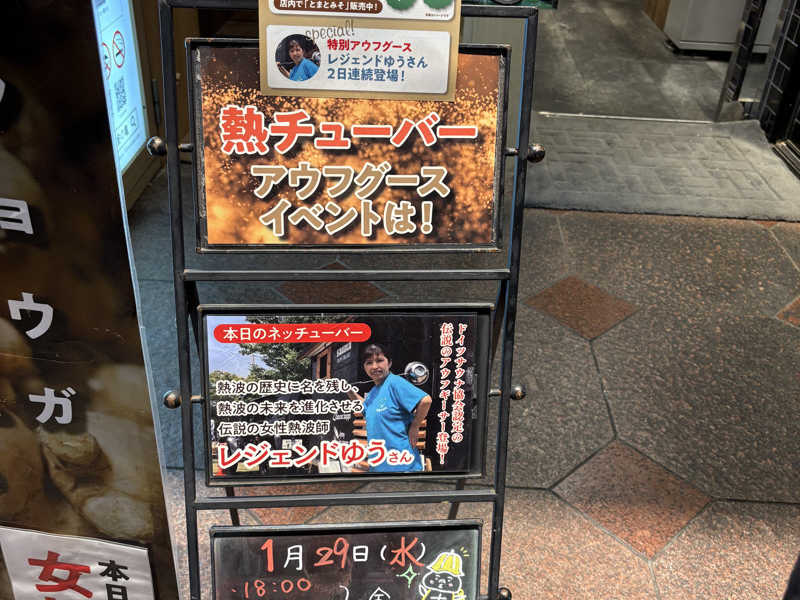 店内で「とまとみそ」販売中！
special!
特別アウフグース
レジェンドゆうさん
2日連続登場！
熱チューバー
アウフグース
イベントは！
本日のネッチューバー
ドイツサウナ協会認定の
伝説のアウフギーサー登場！
熱波の歴史に名を残し、
熱波の未来を進化させる
伝説の女性熱波師
レジェンドゆうさん
1月29日(水)
18:00
ヨウガ
女
本日